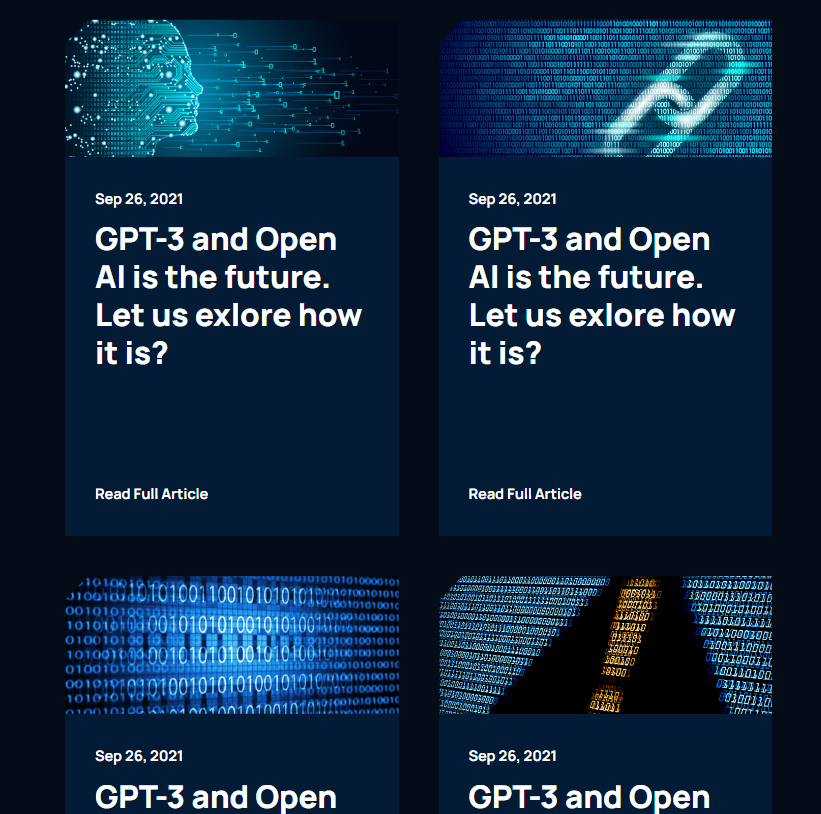 Sep 26, 2021
GPT-3 and Open
AI is the future.
Let us exlore how
it is?
Read Full Article
Sep 26, 2021
GPT-3 and Open
AI is the future.
Let us exlore how
it is?
Read Full Article
Sep 26, 2021
GPT-3 and Open
Sep 26, 2021
GPT-3 and Open